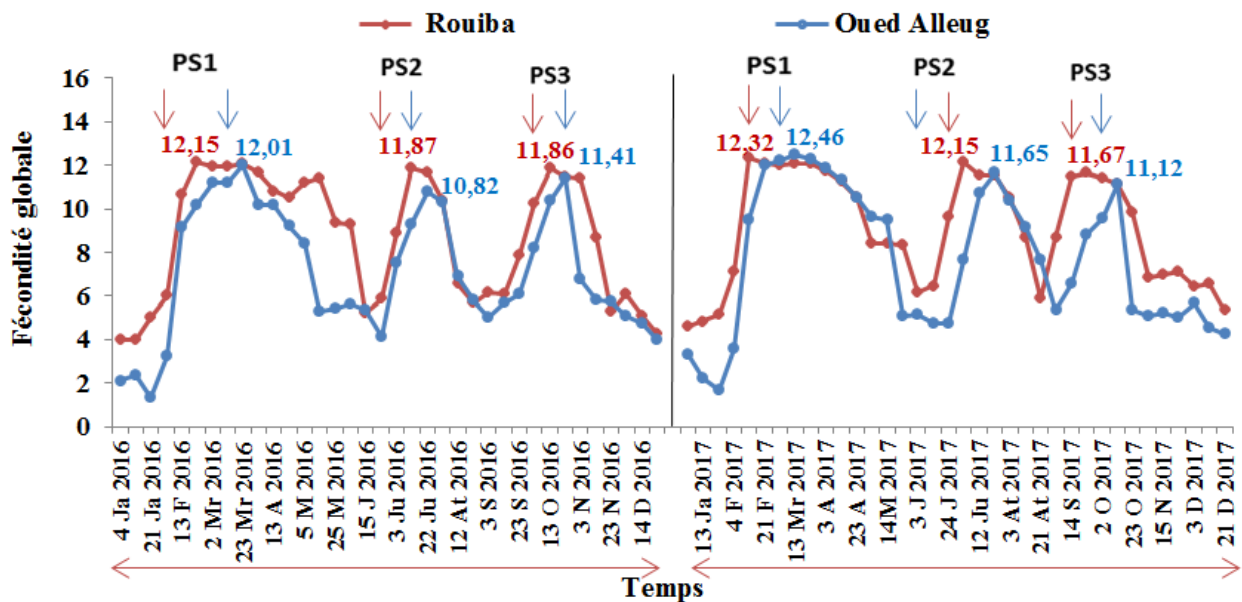 Rouiba Oued Alleug
PS1 PS2 PS3 PS1 PS2 PS3
Fécondité globale
16
14
12
10
8
6
4
2
0
12,15
12,01
11,87
10,82
11,86
11,41
12,32
12,46
12,15
11,65
11,67
11,12
4 Ja 2016
21 Ja 2016
13 F 2016
2 Mr 2016
23 Mr 2016
13 A 2016
5 M 2016
25 M 2016
15 J 2016
3 Ju 2016
22 Ju 2016
12 At 2016
3 S 2016
23 S 2016
13 O 2016
3 N 2016
23 N 2016
14 D 2016
13 Ja 2017
4 F 2017
21 F 2017
13 Mr 2017
3 A 2017
23 A 2017
14M 2017
3 J 2017
24 J 2017
12 Ju 2017
3 At 2017
21 At 2017
14 S 2017
2 O 2017
23 O 2017
15 N 2017
3 D 2017
21 D 2017
Temps